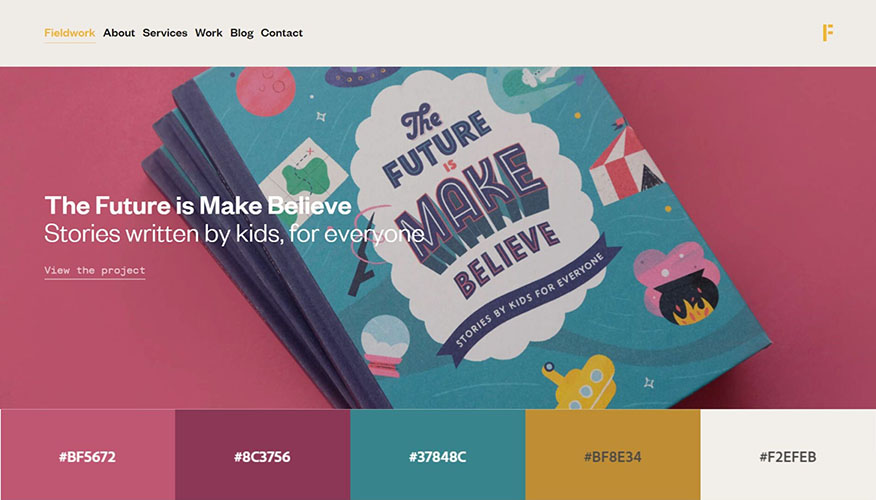 Fieldwork About Services Work Blog Contact
F
The
FUTURE
IS
MAKE
BELIEVE
STORIES BY KIDS FOR EVERYONE
The Future is Make Believe
Stories written by kids, for everyone
View the project
#BF5672
#8C3756
#37848C
#BF8E34
#F2EFEB